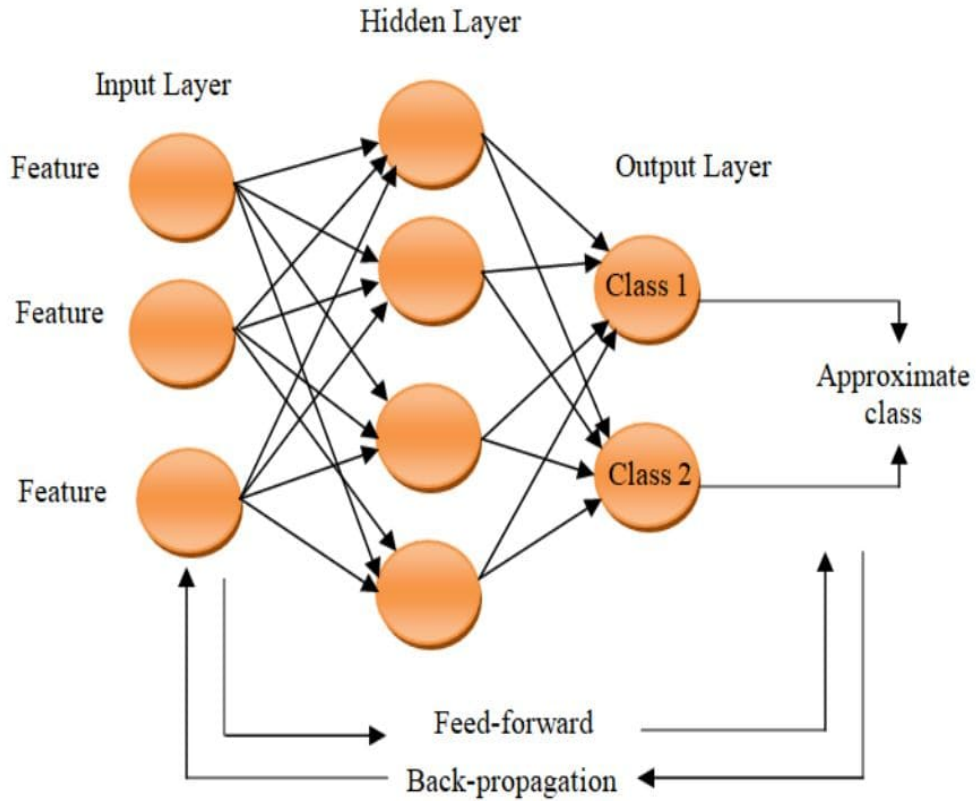 Hidden Layer
Input Layer
Feature
Output Layer
Class 1
Feature
Approximate
class
Class 2
Feature
Feed-forward
Back-propagation